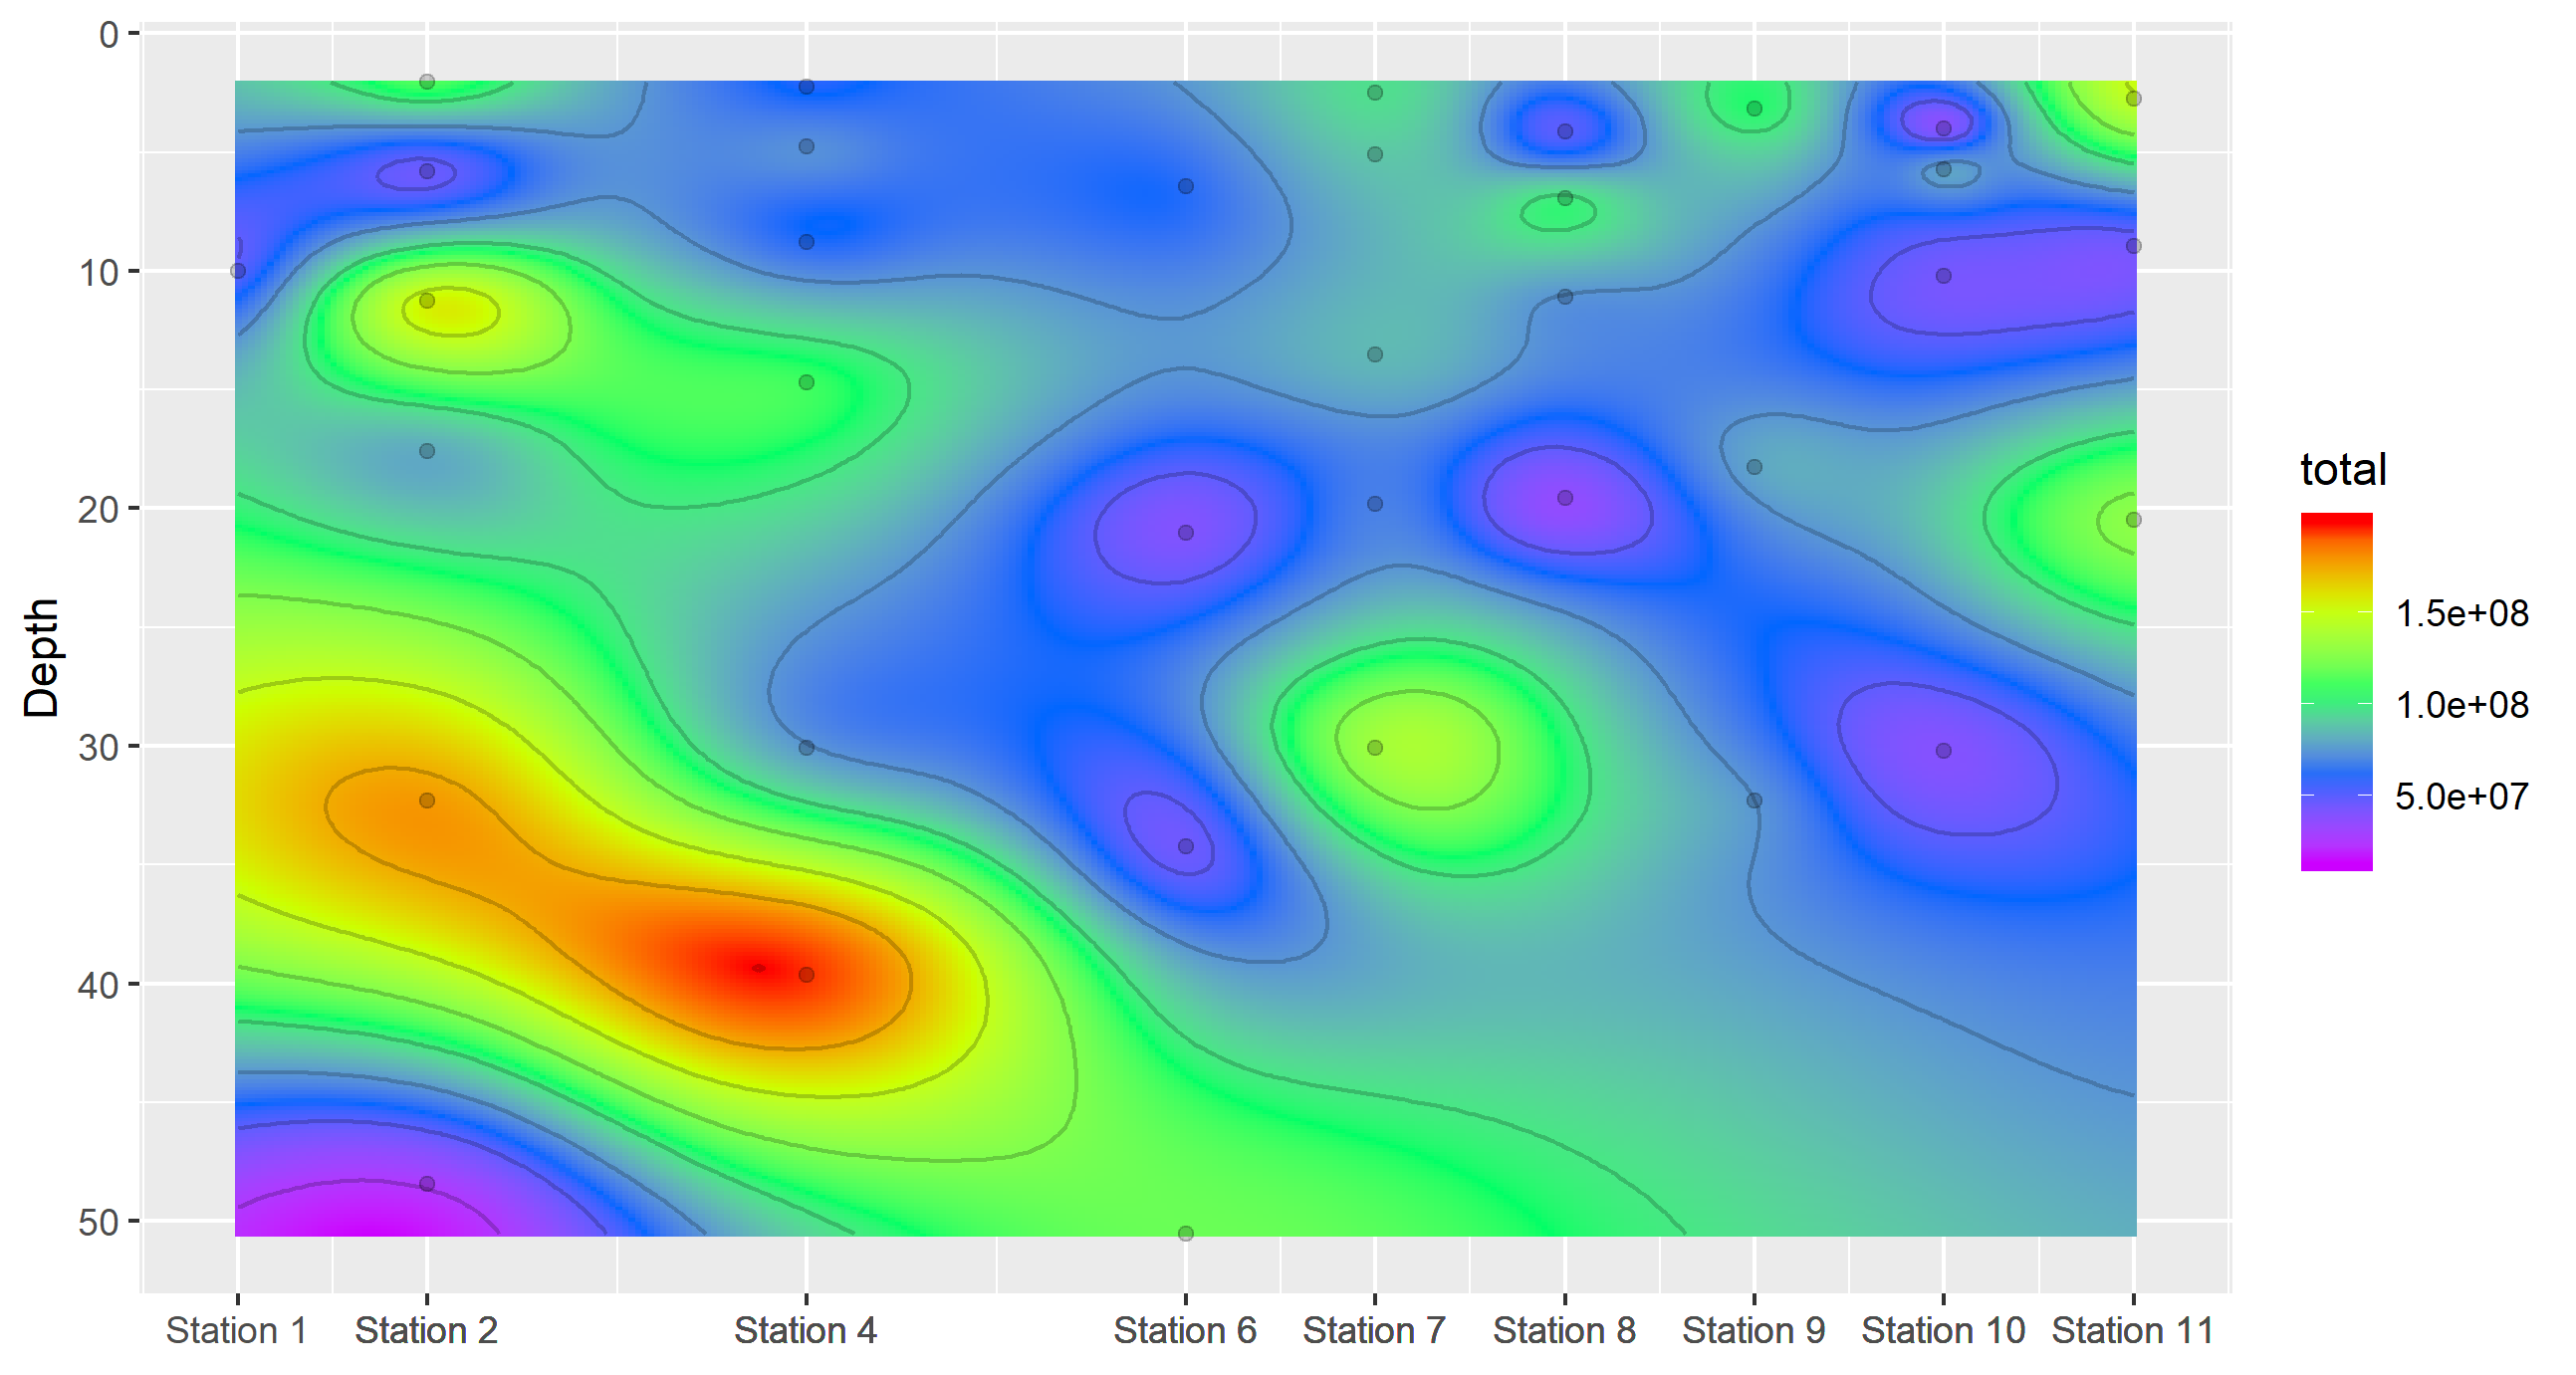 0
10
20
30
40
50
Depth
Station 1
Station 2
Station 4
Station 6
Station 7
Station 8
Station 9
Station 10
Station 11
total
1.5e+08
1.0e+08
5.0e+07